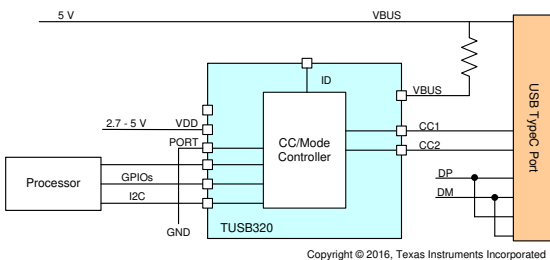 5 V
VBUS
ID
VBUS
2.7 - 5 V
VDD
PORT
CC/Mode
Controller
CC1
CC2
USB TypeC Port
Processor
GPIOs
I2C
DP
DM
GND
TUSB320
Copyright © 2016, Texas Instruments Incorporated